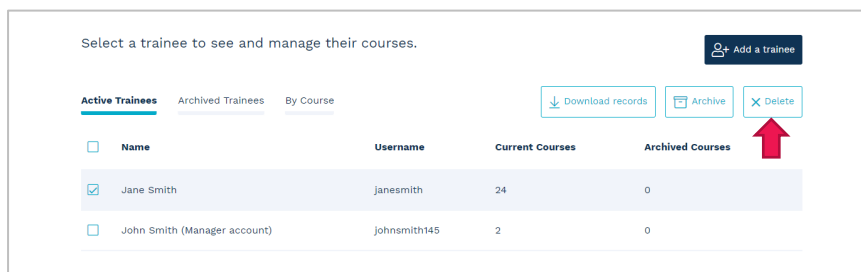 Select a trainee to see and manage their courses.
Add a trainee
Active Trainees Archived Trainees By Course
Download records Archive Delete
Name Username Current Courses Archived Courses
Jane Smith janesmith 24 0
John Smith (Manager account) johnsmith145 2 0